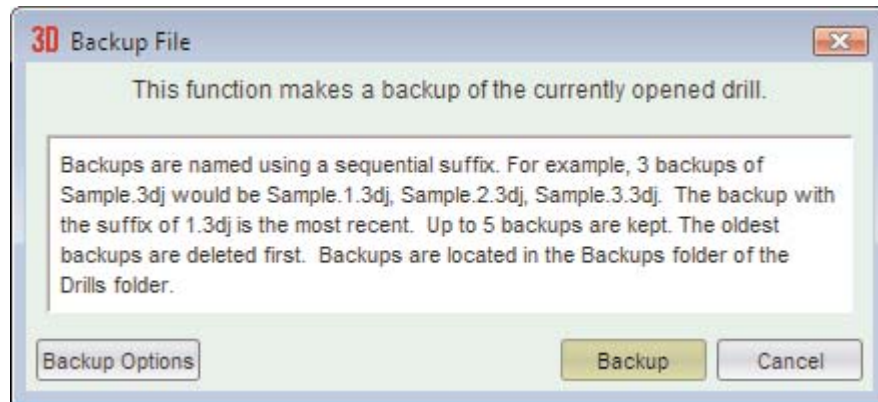 3D Backup File
This function makes a backup of the currently opened drill.
Backups are named using a sequential suffix. For example, 3 backups of
Sample.3dj would be Sample.1.3dj, Sample.2.3dj, Sample.3.3dj.  The backup with
the suffix of 1.3dj is the most recent.  Up to 5 backups are kept. The oldest
backups are deleted first.  Backups are located in the Backups folder of the
Drills folder.
Backup Options Backup Cancel